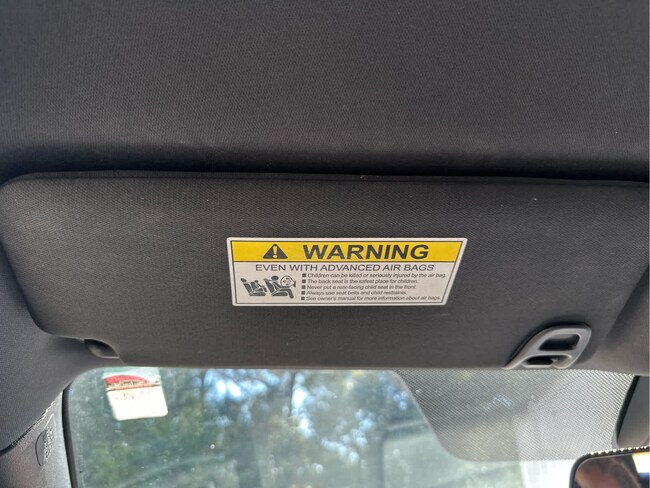 WARNING
EVEN WITH ADVANCED AIR BAGS
■ Children can be killed or seriously injured by the air bag.
■ The back seat is the safest place for children.
■ Never put a rear-facing child seat in the front.
■ Always use seat belts and child restraints.
■ See owner's manual for more information about air bags.